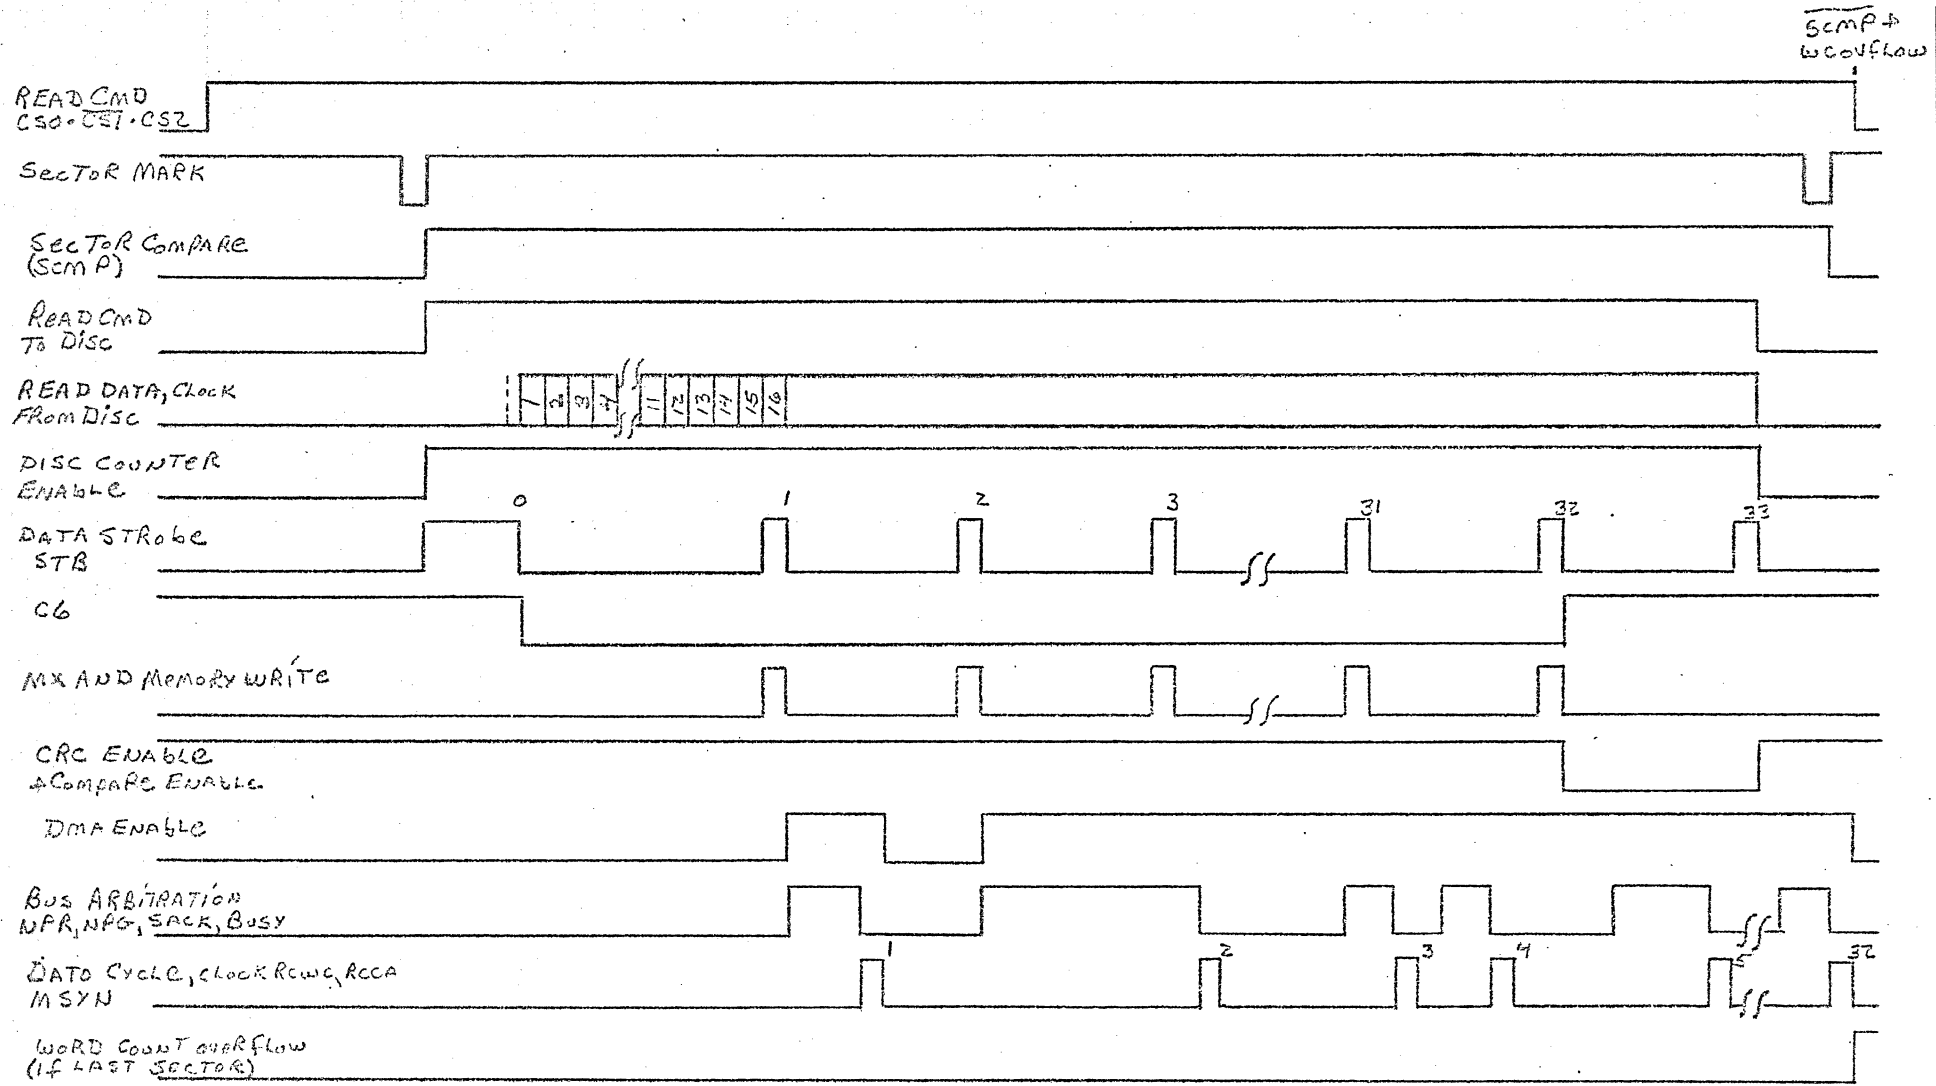 SCMP +
WCOVFLOW
READ CMD
CS0·CS1·CS2
SECTOR MARK
SECTOR COMPARE
(SCMP)
READ CMD
TO DISC
READ DATA, CLOCK
FROM DISC
1 2 3 4 11 12 13 14 15 16
DISC COUNTER
ENABLE
0 1 2 3 31 32 33
DATA STROBE
STB
C6
MX AND MEMORY WRITE
CRC ENABLE
+ COMPARE ENABLE
DMA ENABLE
BUS ARBITRATION
NPR, NPG, SACK, BUSY
1 2 3 4 5 32
DATO CYCLE, CLOCK RCWC, RCCA
MSYN
WORD COUNT OVERFLOW
(IF LAST SECTOR)